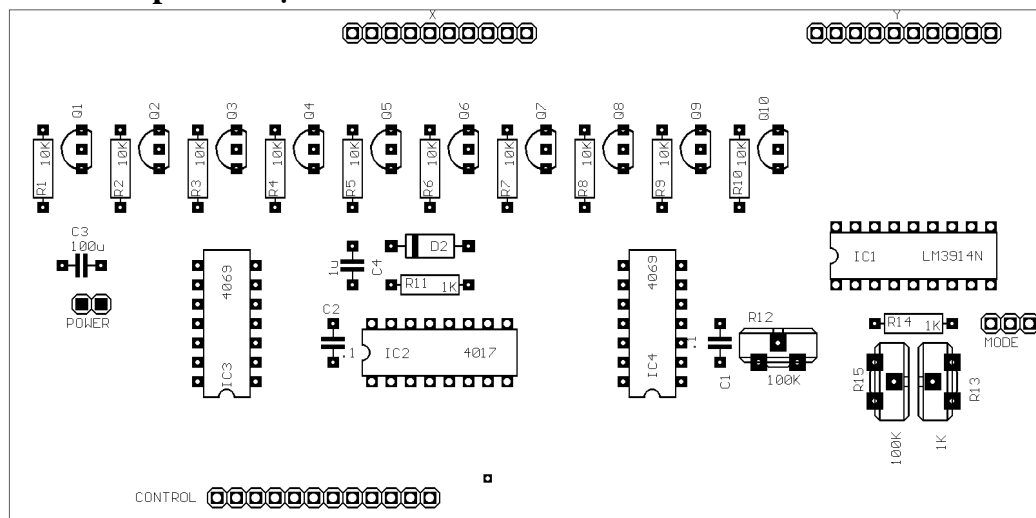 X Y
Q1 Q2 Q3 Q4 Q5 Q6 Q7 Q8 Q9 Q10
10K 10K 10K 10K 10K 10K 10K 10K 10K 10K
R1 R2 R3 R4 R5 R6 R7 R8 R9 R10
C3
100u
POWER
4069
IC3
1u
C4
D2
R11 1K
C2
.1
IC2 4017
4069
IC4
.1
C1
R12
100K
IC1 LM3914N
R14 1K
MODE
R15
R13
100K
1K
CONTROL